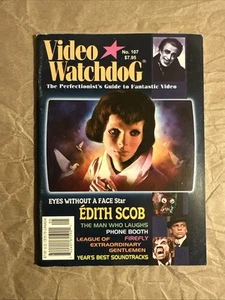 Video
Watchdog®
No. 107
$7.95
The Perfectionist's Guide to Fantastic Video
EYES WITHOUT A FACE Star
ÉDITH SCOB
THE MAN WHO LAUGHS
PHONE BOOTH
LEAGUE OF FIREFLY
EXTRAORDINARY
GENTLEMEN
YEAR'S BEST SOUNDTRACKS